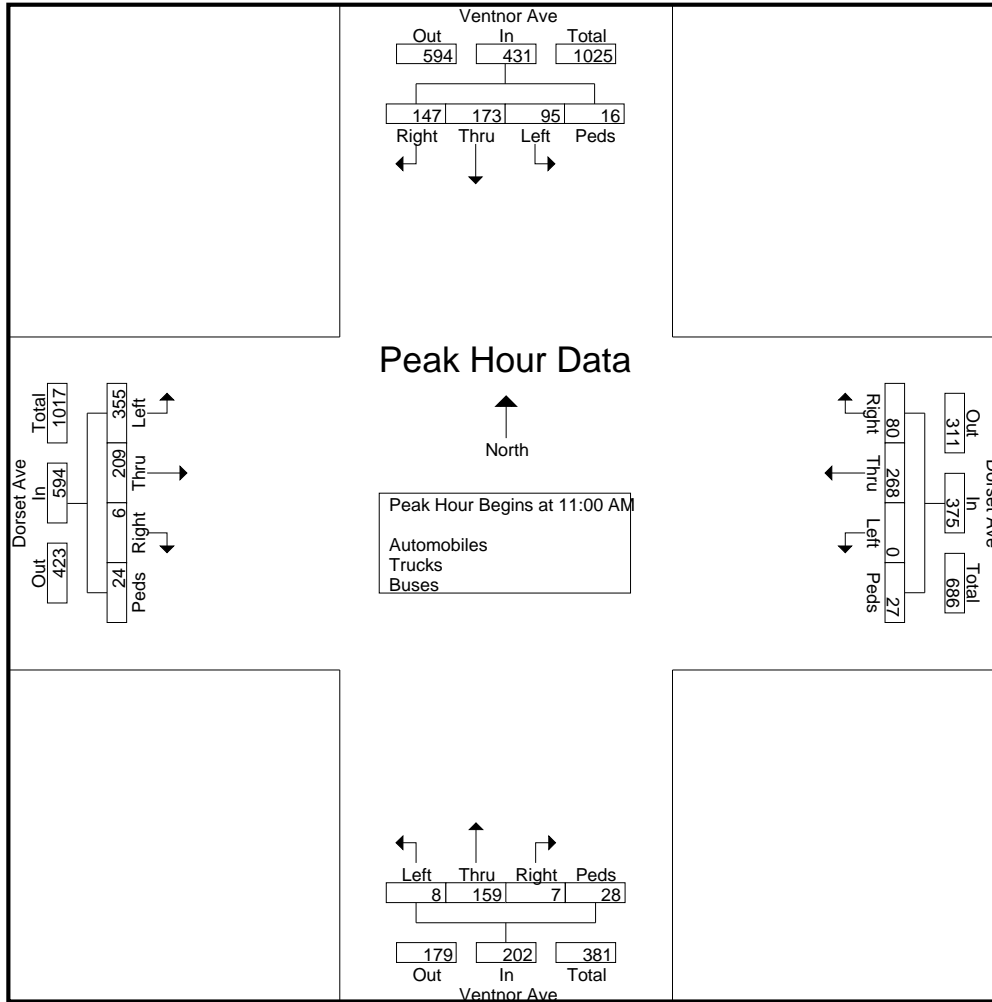 Ventnor Ave
Out In Total
594 431 1025
147 173 95 16
Right Thru Left Peds
Peak Hour Data
North
Peak Hour Begins at 11:00 AM
Automobiles
Trucks
Buses
Dorset Ave
Out In Total
423 594 1017
355 209 6 24
Left Thru Right Peds
Dorset Ave
Out In Total
311 375 686
80 268 0 27
Right Thru Left Peds
Left Thru Right Peds
8 159 7 28
179 202 381
Out In Total
Ventnor Ave